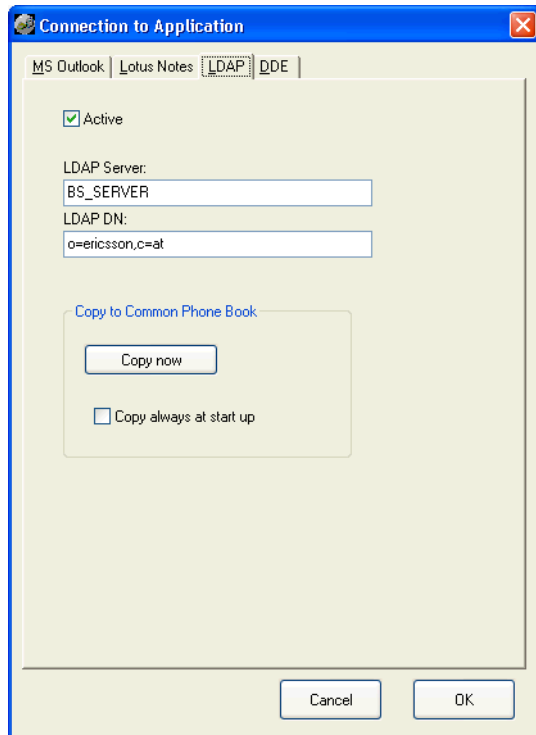 Connection to Application
MS Outlook Lotus Notes LDAP DDE
Active
LDAP Server:
BS_SERVER
LDAP DN:
o=ericsson,c=at
Copy to Common Phone Book
Copy now
Copy always at start up
Cancel OK